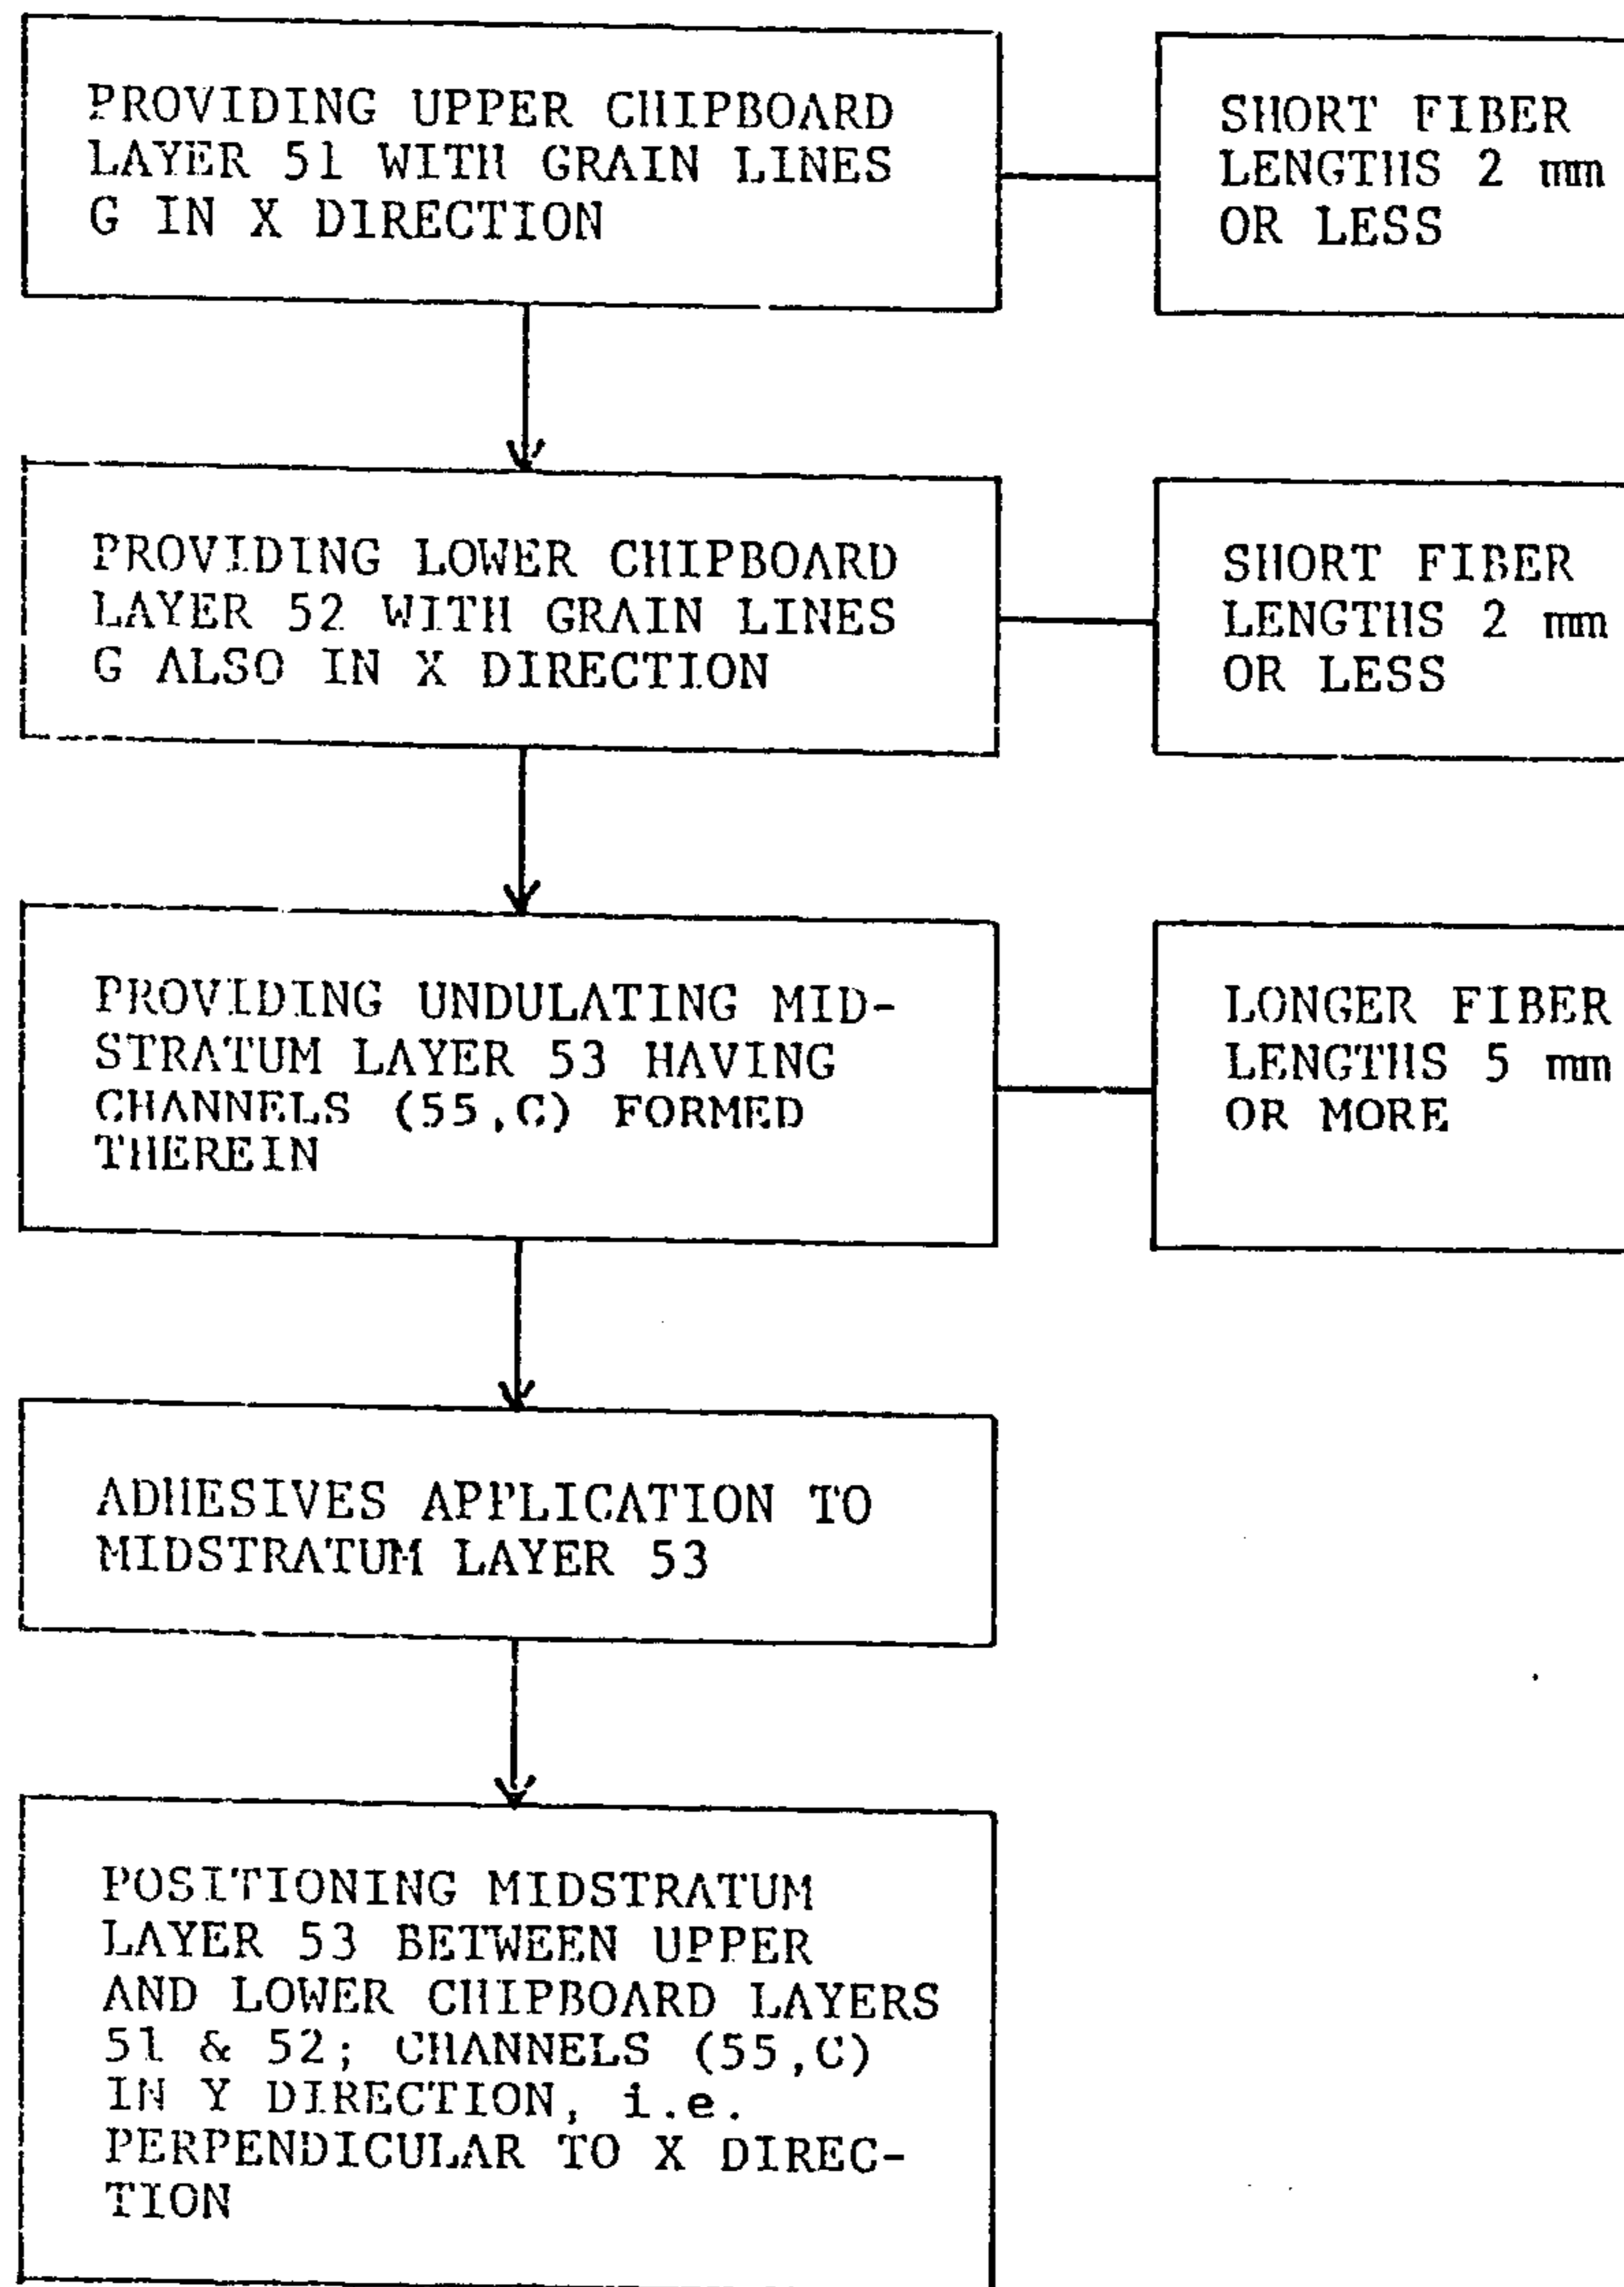 PROVIDING UPPER CHIPBOARD
LAYER 51 WITH GRAIN LINES
G IN X DIRECTION
SHORT FIBER
LENGTHS 2 mm
OR LESS
PROVIDING LOWER CHIPBOARD
LAYER 52 WITH GRAIN LINES
G ALSO IN X DIRECTION
SHORT FIBER
LENGTHS 2 mm
OR LESS
PROVIDING UNDULATING MID-
STRATUM LAYER 53 HAVING
CHANNELS (55,C) FORMED
THEREIN
LONGER FIBER
LENGTHS 5 mm
OR MORE
ADHESIVES APPLICATION TO
MIDSTRATUM LAYER 53
POSITIONING MIDSTRATUM
LAYER 53 BETWEEN UPPER
AND LOWER CHIPBOARD LAYERS
51 & 52; CHANNELS (55,C)
IN Y DIRECTION, i.e.
PERPENDICULAR TO X DIREC-
TION